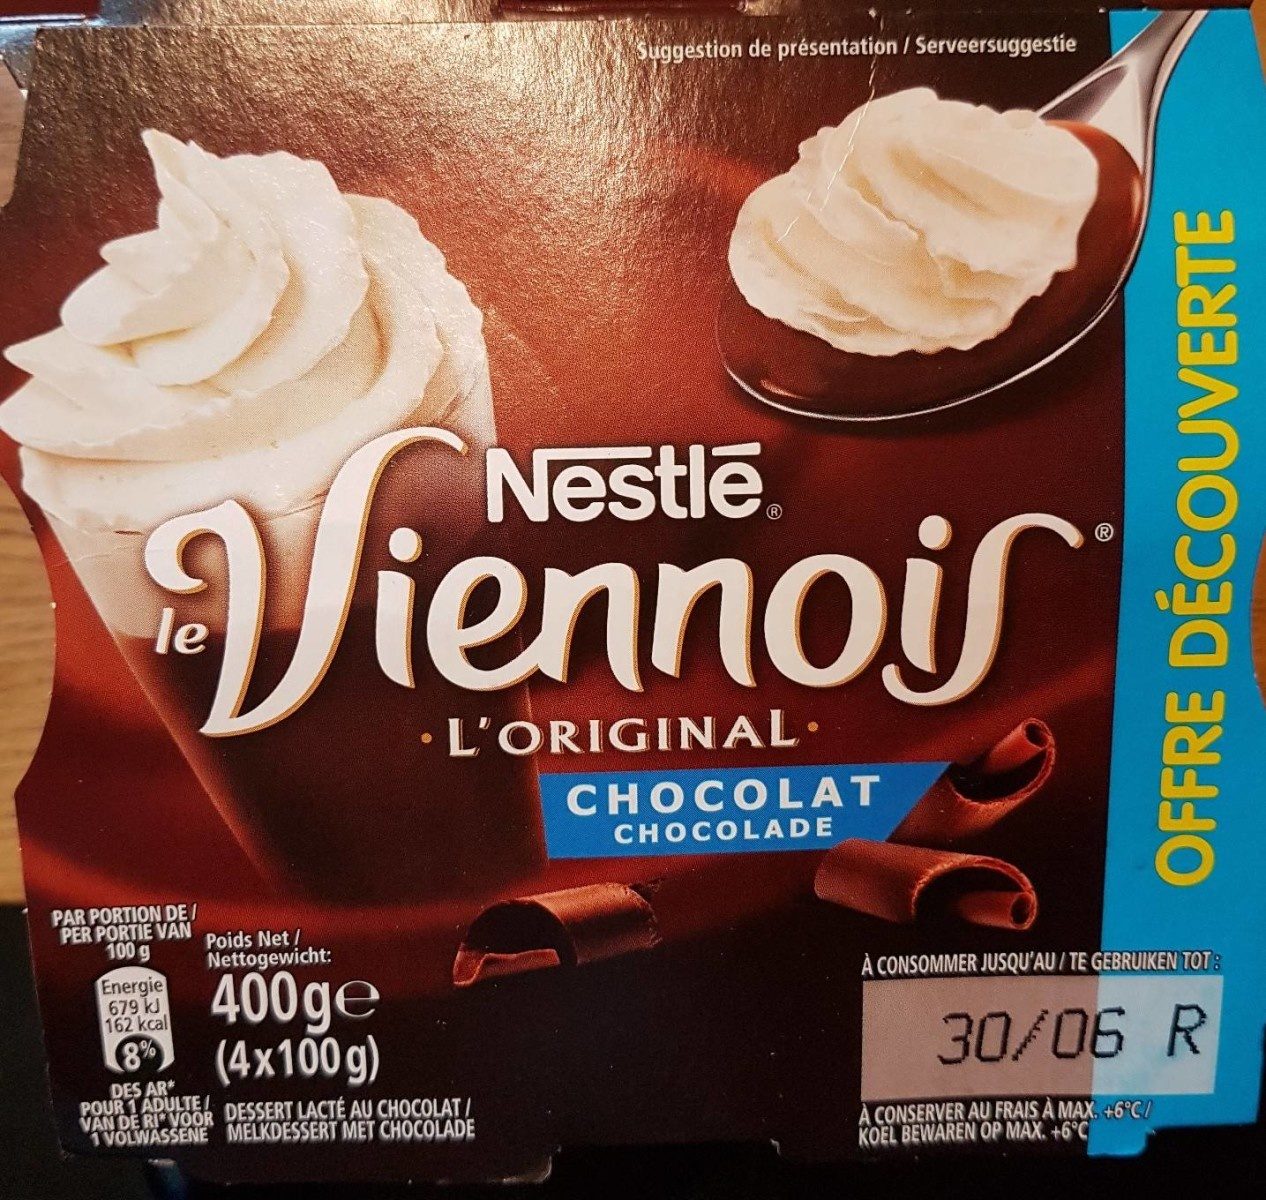 Suggestion de présentation / Serveersuggestie
OFFRE DÉCOUVERTE
Nestlé®
le Viennois®
· L'ORIGINAL ·
CHOCOLAT
CHOCOLADE
PAR PORTION DE /
PER PORTIE VAN
100 g
Energie
679 kJ
162 kcal
8%
DES AR*
POUR 1 ADULTE /
VAN DE RI* VOOR
1 VOLWASSENE
Poids Net /
Nettogewicht:
400g℮
(4x100g)
DESSERT LACTÉ AU CHOCOLAT /
MELKDESSERT MET CHOCOLADE
À CONSOMMER JUSQU'AU / TE GEBRUIKEN TOT :
30/06 R
À CONSERVER AU FRAIS À MAX. +6°C /
KOEL BEWAREN OP MAX. +6°C